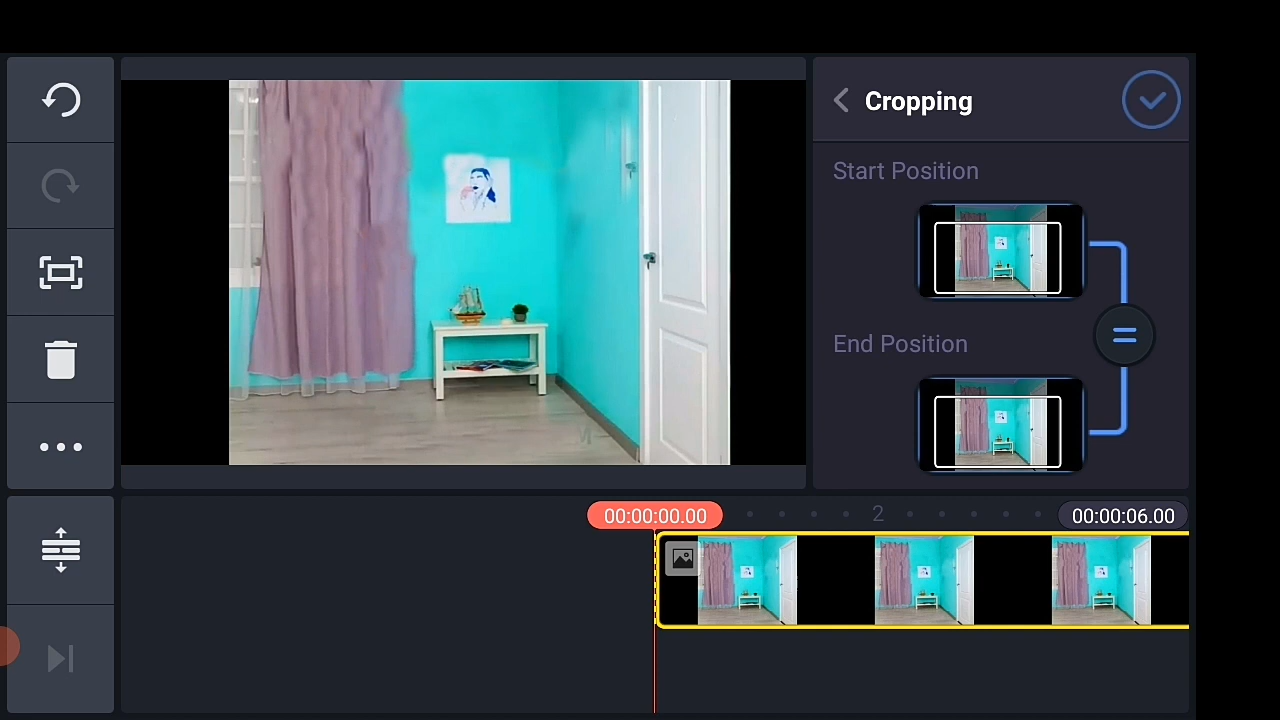 Cropping
Start Position
End Position
00:00:00.00
2
00:00:06.00